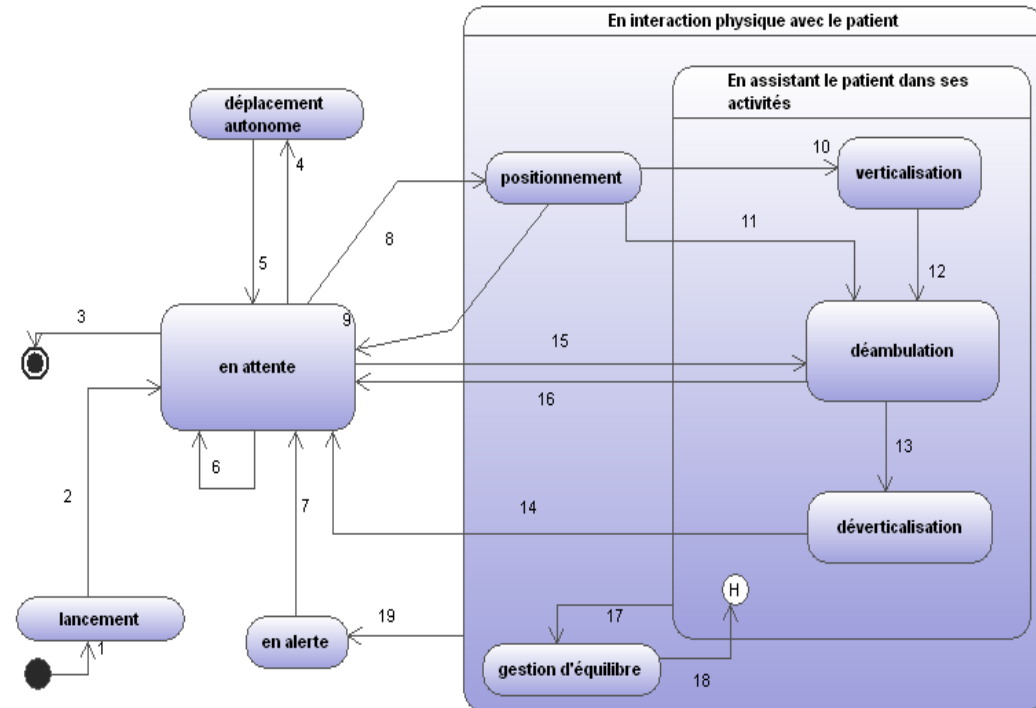 En interaction physique avec le patient
En assistant le patient dans ses
activités
déplacement
autonome
4
10
positionnement
verticalisation
8
11
5
12
3
9
15
en attente
déambulation
16
6
13
2
7
14
déverticalisation
H
lancement
19
17
en alerte
1
gestion d'équilibre
18